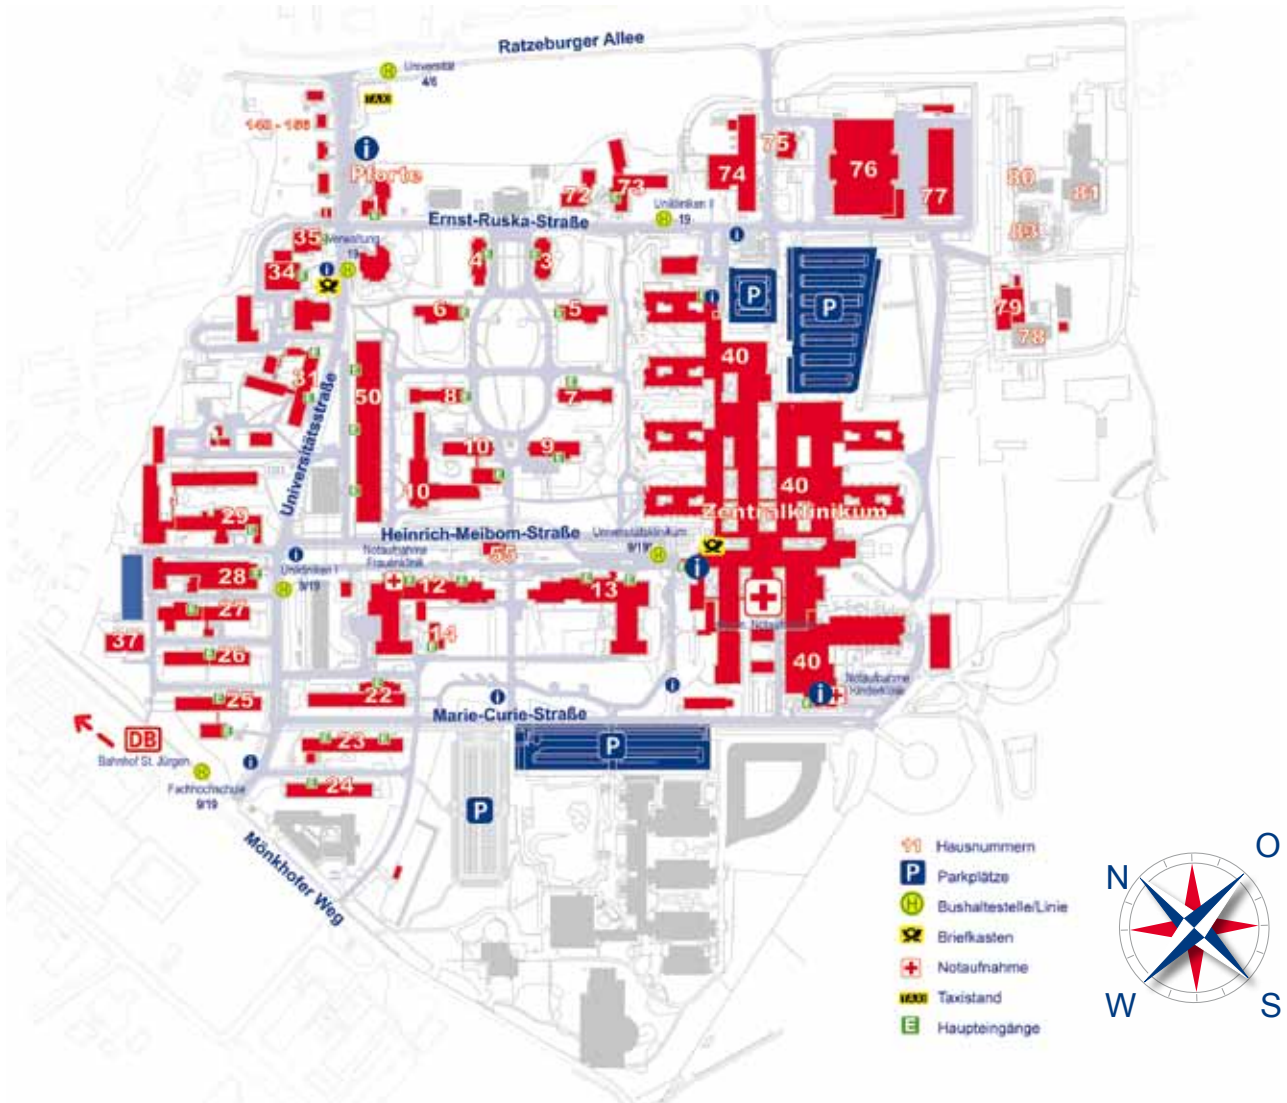 Ratzeburger Allee
H
Universität
4/6
TAXI
i
Pforte
74
75
76
77
72
73
80
81
83
Ernst-Ruska-Straße
Unikliniken II
19
H
i
35
Verwaltung
19
34
i
H
4
3
i
P
P
79
78
6
5
40
31
50
8
7
Universitätsstraße
10
9
10
40
Zentralklinikum
29
Heinrich-Meibom-Straße
Universitätsklinikum
9/19
H
55
i
Notaufnahme
Frauenklinik
i
28
Unikliniken I
9/19
H
12
13
27
14
37
26
40
Notaufnahme
Kinderklinik
i
25
22
i
i
Marie-Curie-Straße
DB
Bahnhof St. Jürgen
23
P
i
H
Fachhochschule
9/19
24
P
Mönkhofer Weg
11 Hausnummern
P Parkplätze
H Bushaltestelle/Linie
Briefkasten
Notaufnahme
TAXI Taxistand
E Haupteingänge
N
O
W
S